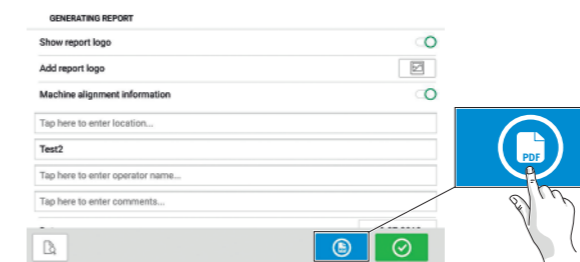 GENERATING REPORT
Show report logo
Add report logo
Machine alignment information
Tap here to enter location...
Test2
Tap here to enter operator name...
Tap here to enter comments...
PDF